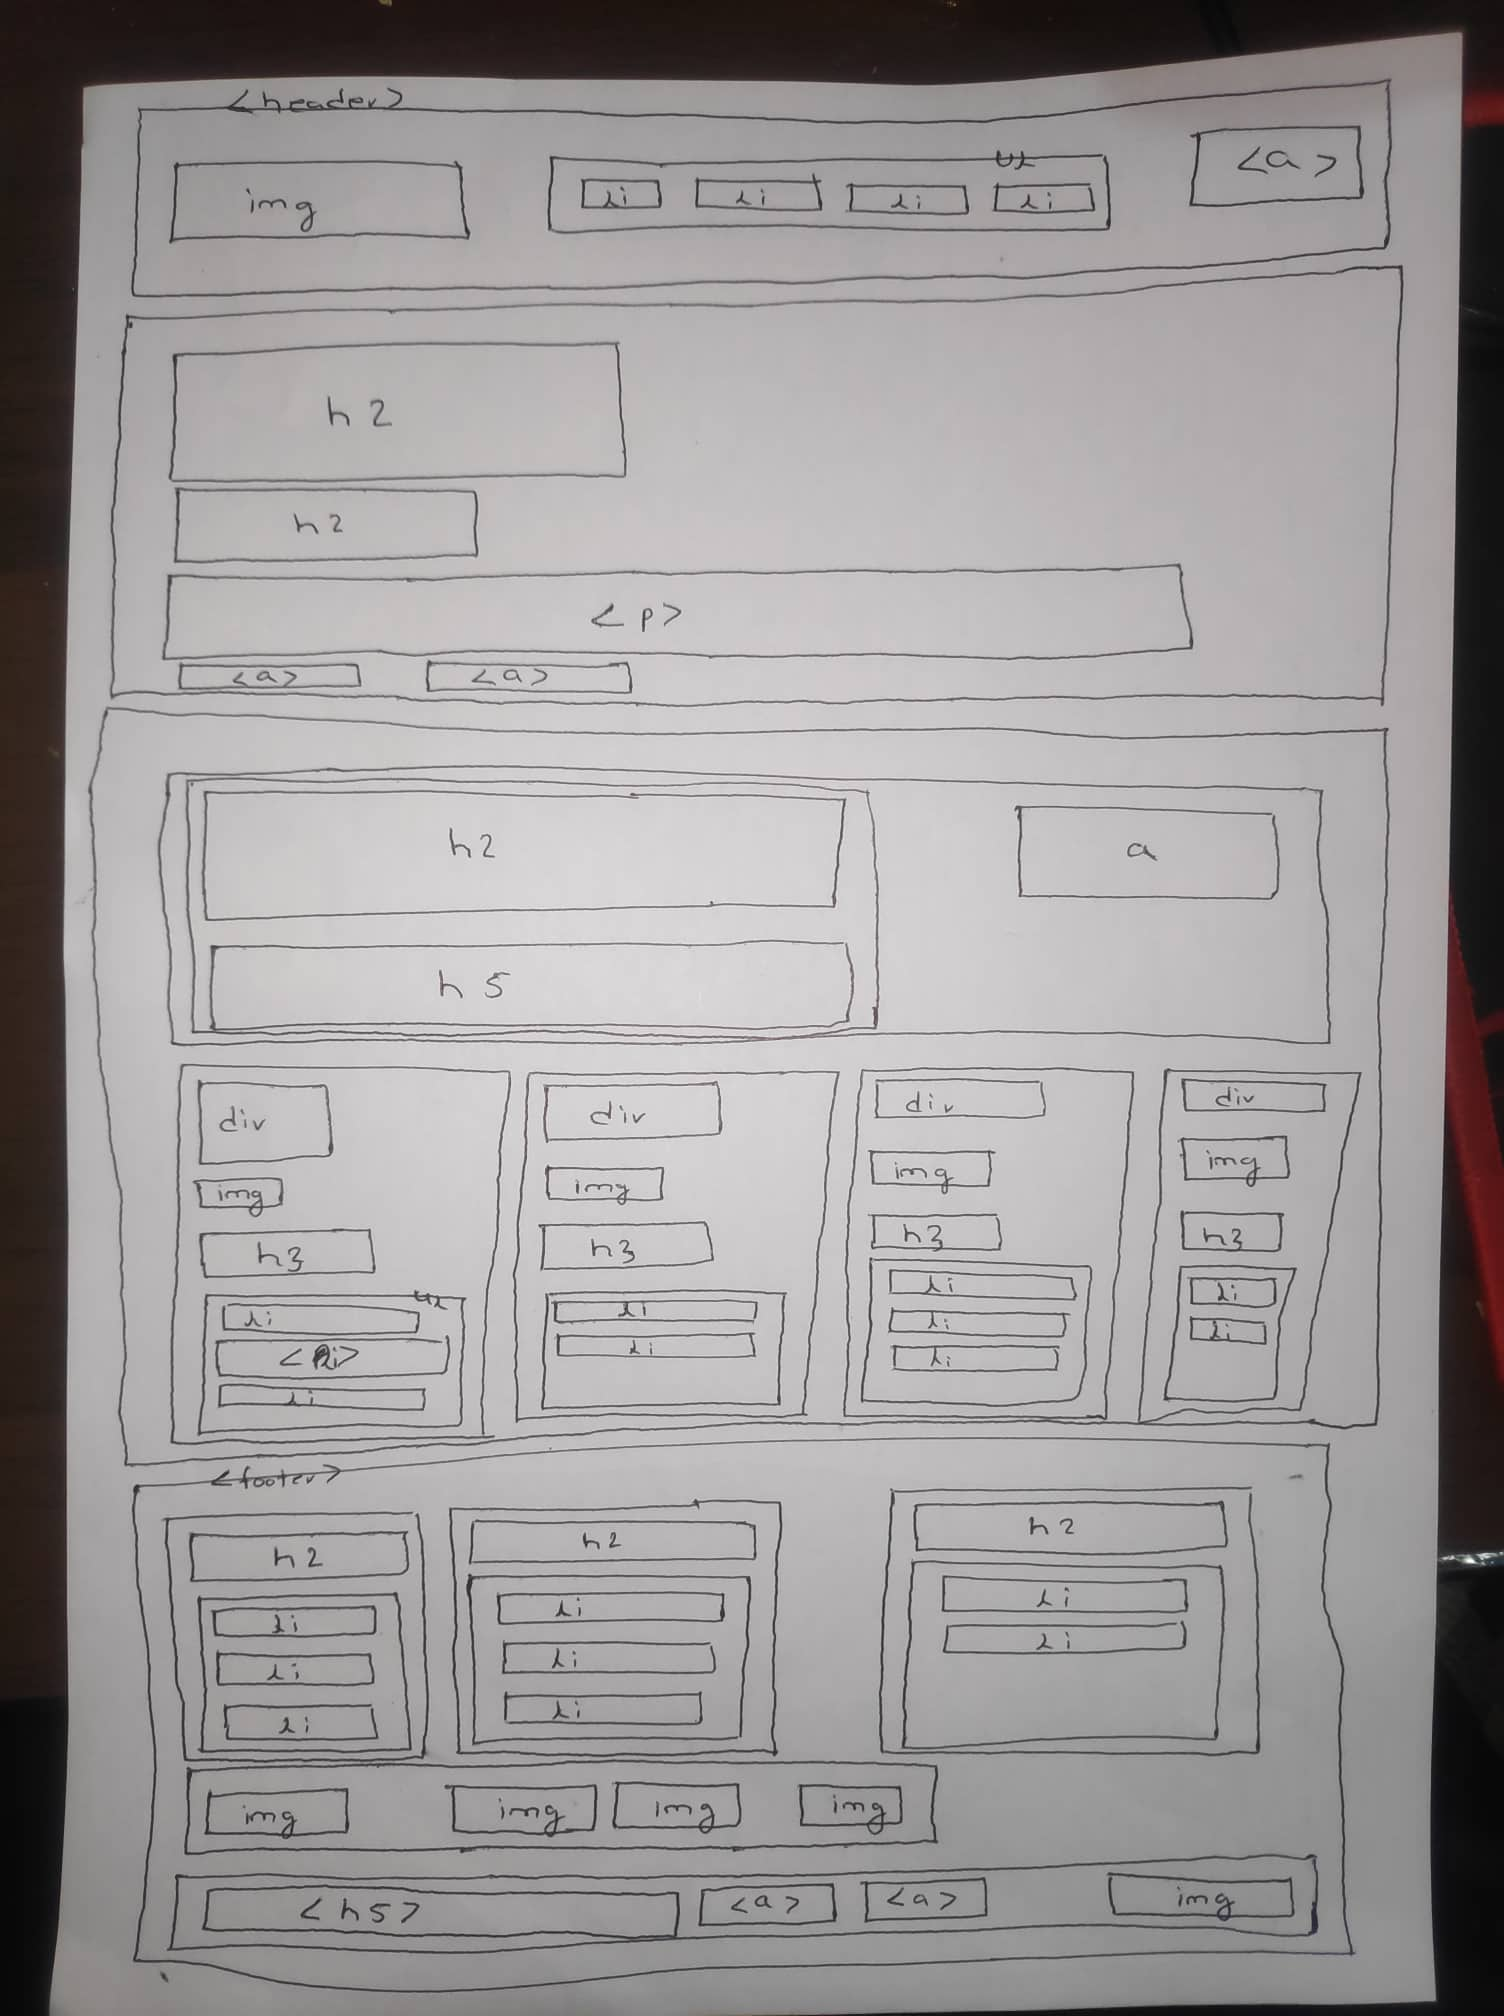 <header>
img li li li li ul <a>
h2
h2
<p>
<a> <a>
h2 a
h5
div div div div
img img img img
h3 h3 h3 h3
ul
li li li li
<li> li li li
li li
<footer>
h2 h2 h2
li li li
li li li
li li
img img img img
<h5> <a> <a> img